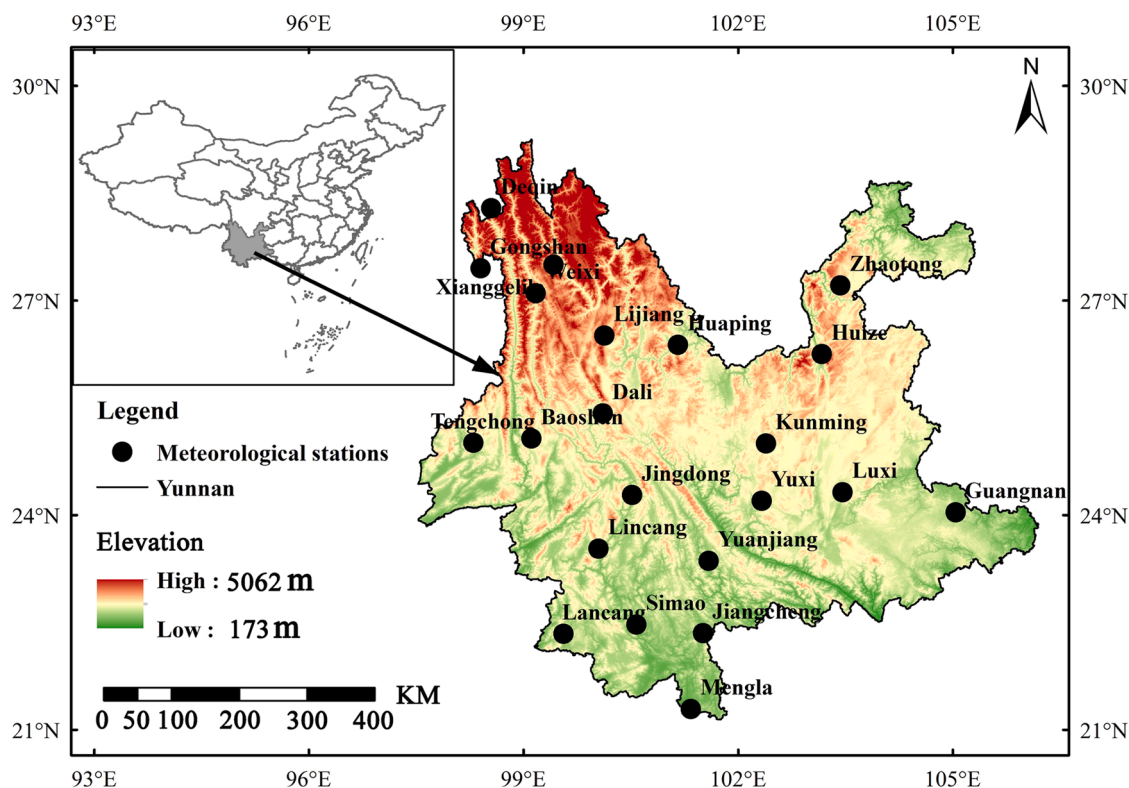 93°E 96°E 99°E 102°E 105°E
30°N 30°N
N
Deqin
Gongshan
Weixi
Xianggelila
Zhaotong
27°N 27°N
Lijiang
Huaping
Huize
Dali
Legend
Tengchong
Baoshan
Kunming
Meteorological stations
Yunnan
Jingdong
Yuxi
Luxi
Guangnan
24°N 24°N
Elevation
Lincang
Yuanjiang
High : 5062 m
Low : 173 m
Lancang
Simao
Jiangcheng
Mengla
KM
0 50 100 200 300 400
21°N 21°N
93°E 96°E 99°E 102°E 105°E